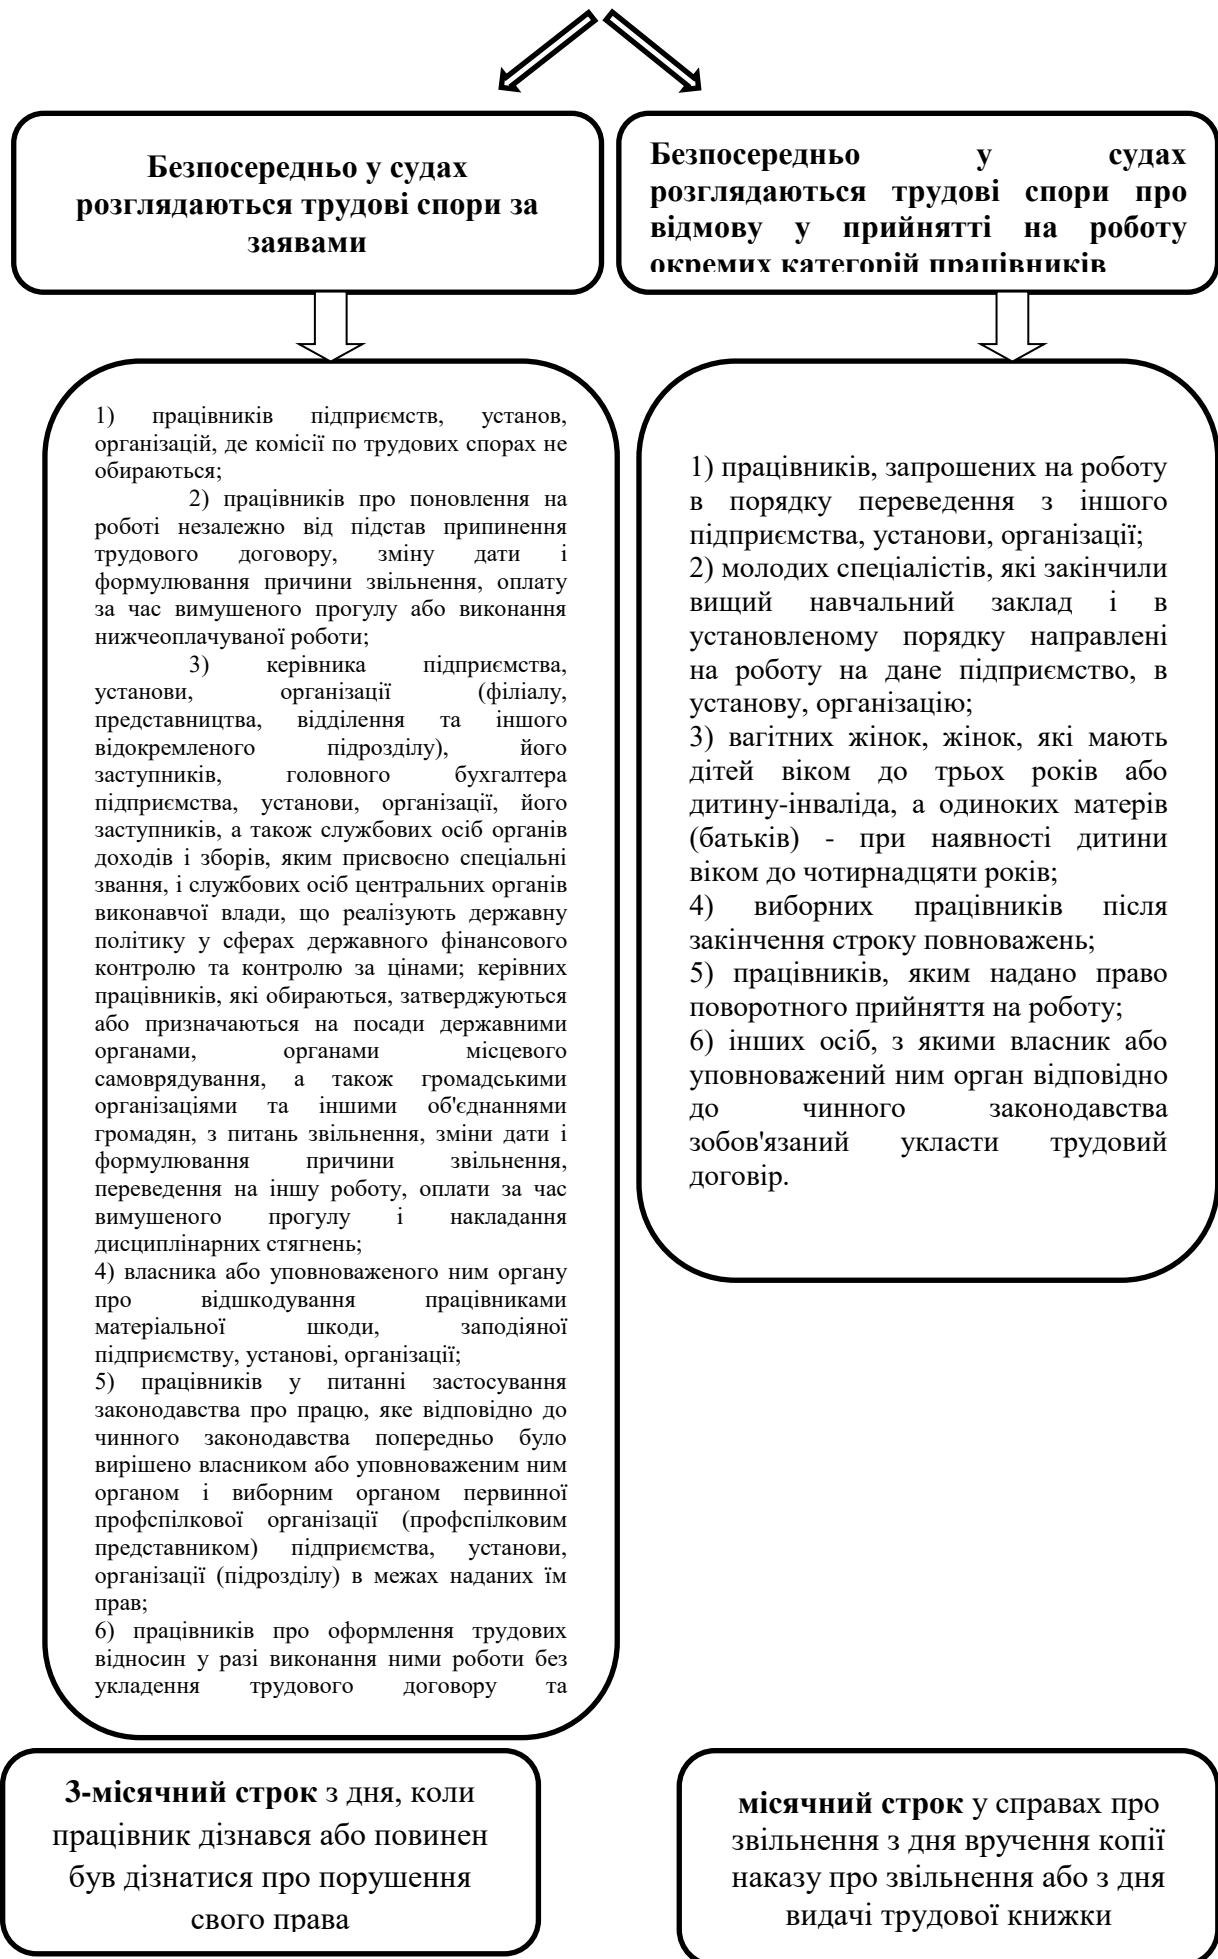 Безпосередньо у судах
розглядаються трудові спори за
заявами
Безпосередньо у судах
розглядаються трудові спори про
відмову у прийнятті на роботу
окремих категорій працівників
1) працівників підприємств, установ,
організацій, де комісії по трудових спорах не
обираються;
2) працівників про поновлення на
роботі незалежно від підстав припинення
трудового договору, зміну дати і
формулювання причини звільнення, оплату
за час вимушеного прогулу або виконання
нижчеоплачуваної роботи;
3) керівника підприємства,
установи, організації (філіалу,
представництва, відділення та іншого
відокремленого підрозділу), його
заступників, головного бухгалтера
підприємства, установи, організації, його
заступників, а також службових осіб органів
доходів і зборів, яким присвоєно спеціальні
звання, і службових осіб центральних органів
виконавчої влади, що реалізують державну
політику у сферах державного фінансового
контролю та контролю за цінами; керівних
працівників, які обираються, затверджуються
або призначаються на посади державними
органами, органами місцевого
самоврядування, а також громадськими
організаціями та іншими об'єднаннями
громадян, з питань звільнення, зміни дати і
формулювання причини звільнення,
переведення на іншу роботу, оплати за час
вимушеного прогулу і накладання
дисциплінарних стягнень;
4) власника або уповноваженого ним органу
про відшкодування працівниками
матеріальної шкоди, заподіяної
підприємству, установі, організації;
5) працівників у питанні застосування
законодавства про працю, яке відповідно до
чинного законодавства попередньо було
вирішено власником або уповноваженим ним
органом і виборним органом первинної
профспілкової організації (профспілковим
представником) підприємства, установи,
організації (підрозділу) в межах наданих їм
прав;
6) працівників про оформлення трудових
відносин у разі виконання ними роботи без
укладення трудового договору та
1) працівників, запрошених на роботу
в порядку переведення з іншого
підприємства, установи, організації;
2) молодих спеціалістів, які закінчили
вищий навчальний заклад і в
установленому порядку направлені
на роботу на дане підприємство, в
установу, організацію;
3) вагітних жінок, жінок, які мають
дітей віком до трьох років або
дитину-інваліда, а одиноких матерів
(батьків) - при наявності дитини
віком до чотирнадцяти років;
4) виборних працівників після
закінчення строку повноважень;
5) працівників, яким надано право
поворотного прийняття на роботу;
6) інших осіб, з якими власник або
уповноважений ним орган відповідно
до чинного законодавства
зобов'язаний укласти трудовий
договір.
3-місячний строк з дня, коли
працівник дізнався або повинен
був дізнатися про порушення
свого права
місячний строк у справах про
звільнення з дня вручення копії
наказу про звільнення або з дня
видачі трудової книжки